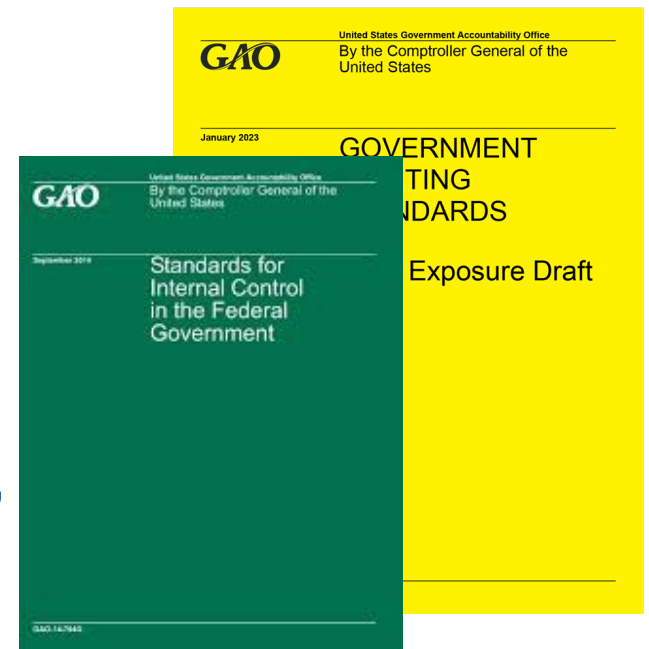 United States Government Accountability Office
GAO
By the Comptroller General of the
United States
January 2023
GOVERNMENT
TING
NDARDS
Exposure Draft
United States Government Accountability Office
GAO
By the Comptroller General of the
United States
September 2014
Standards for
Internal Control
in the Federal
Government
GAO-14-704G